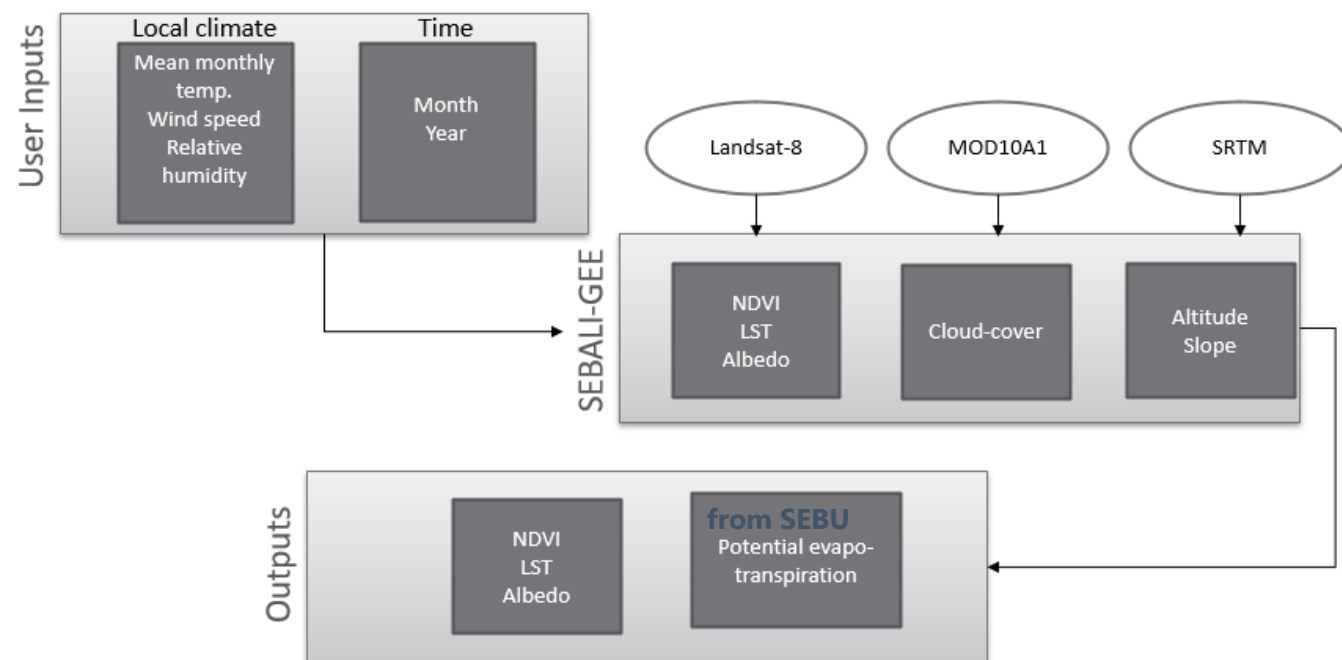 User Inputs
Local climate
Mean monthly
temp.
Wind speed
Relative
humidity
Time
Month
Year
Landsat-8
MOD10A1
SRTM
SEBALI-GEE
NDVI
LST
Albedo
Cloud-cover
Altitude
Slope
Outputs
NDVI
LST
Albedo
from SEBU
Potential evapo-
transpiration